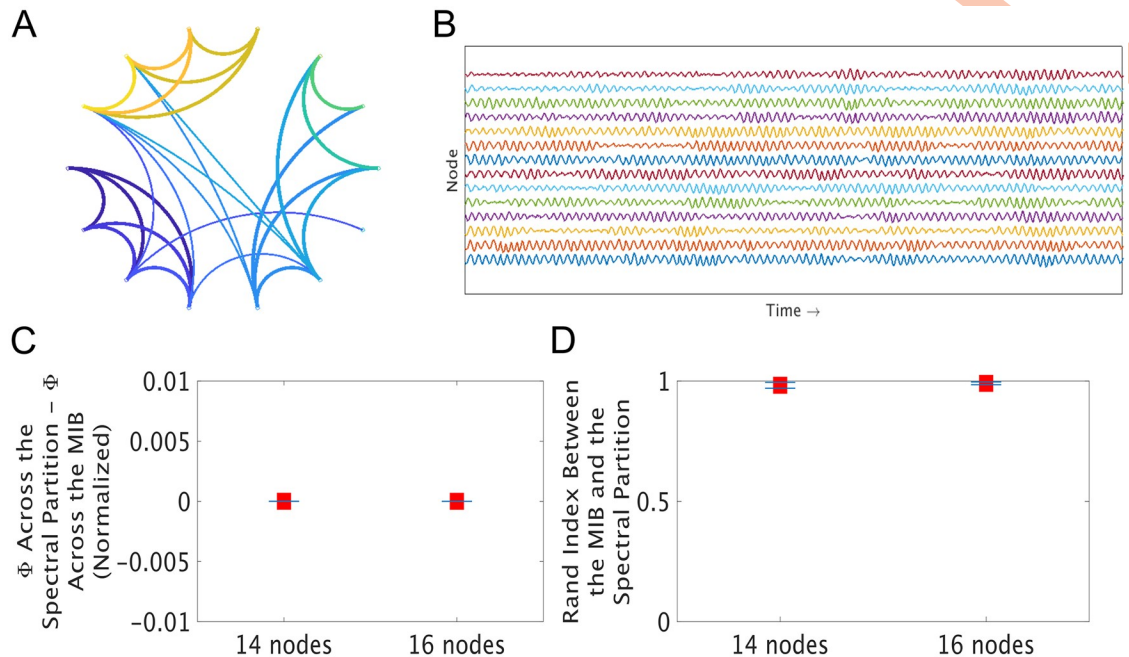 A
B
Node
Time →
C
Φ Across the
Spectral Partition – Φ
Across the MIB
(Normalized)
0.01
0.005
0
−0.005
−0.01
14 nodes
16 nodes
D
Rand Index Between
the MIB and the
Spectral Partition
1
0.5
0
14 nodes
16 nodes